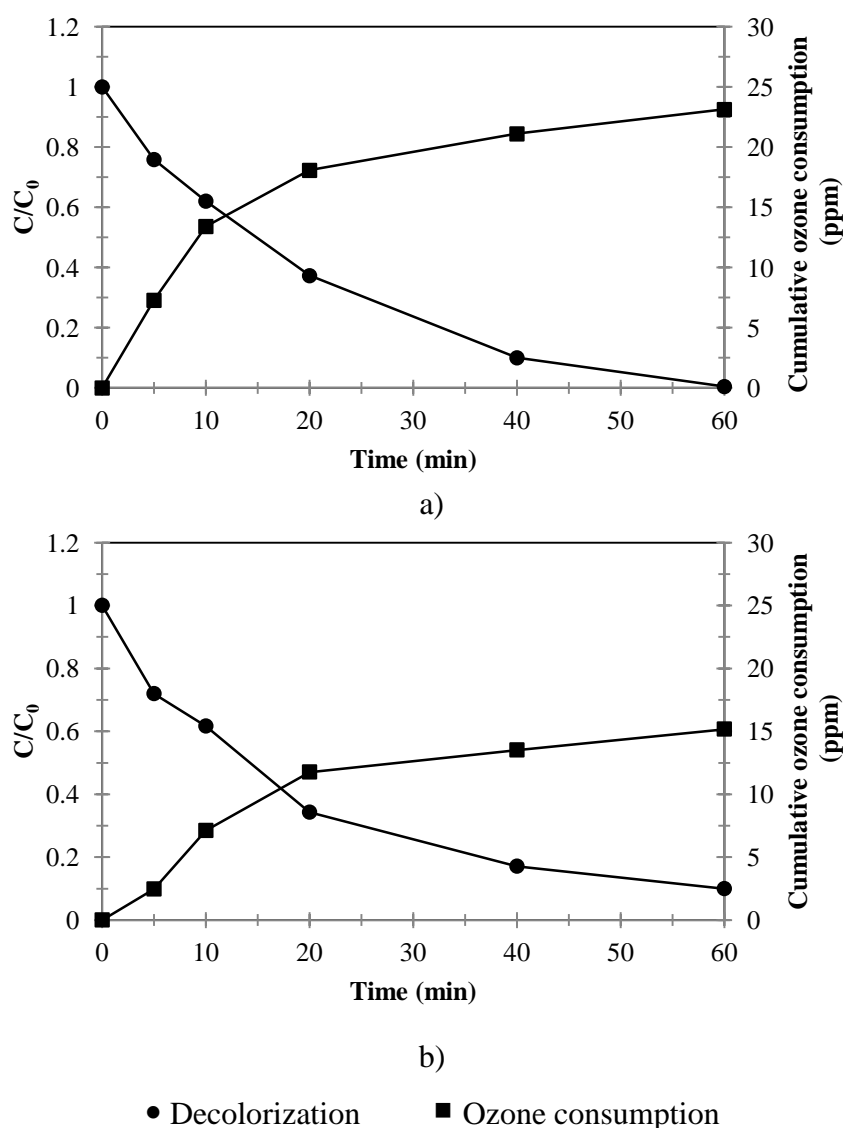 1.2
1
0.8
0.6
0.4
0.2
0
C/C0
30
25
20
15
10
5
0
Cumulative ozone consumption
(ppm)
0 10 20 30 40 50 60
Time (min)
a)
1.2
1
0.8
0.6
0.4
0.2
0
C/C0
30
25
20
15
10
5
0
Cumulative ozone consumption
(ppm)
0 10 20 30 40 50 60
Time (min)
b)
Decolorization Ozone consumption